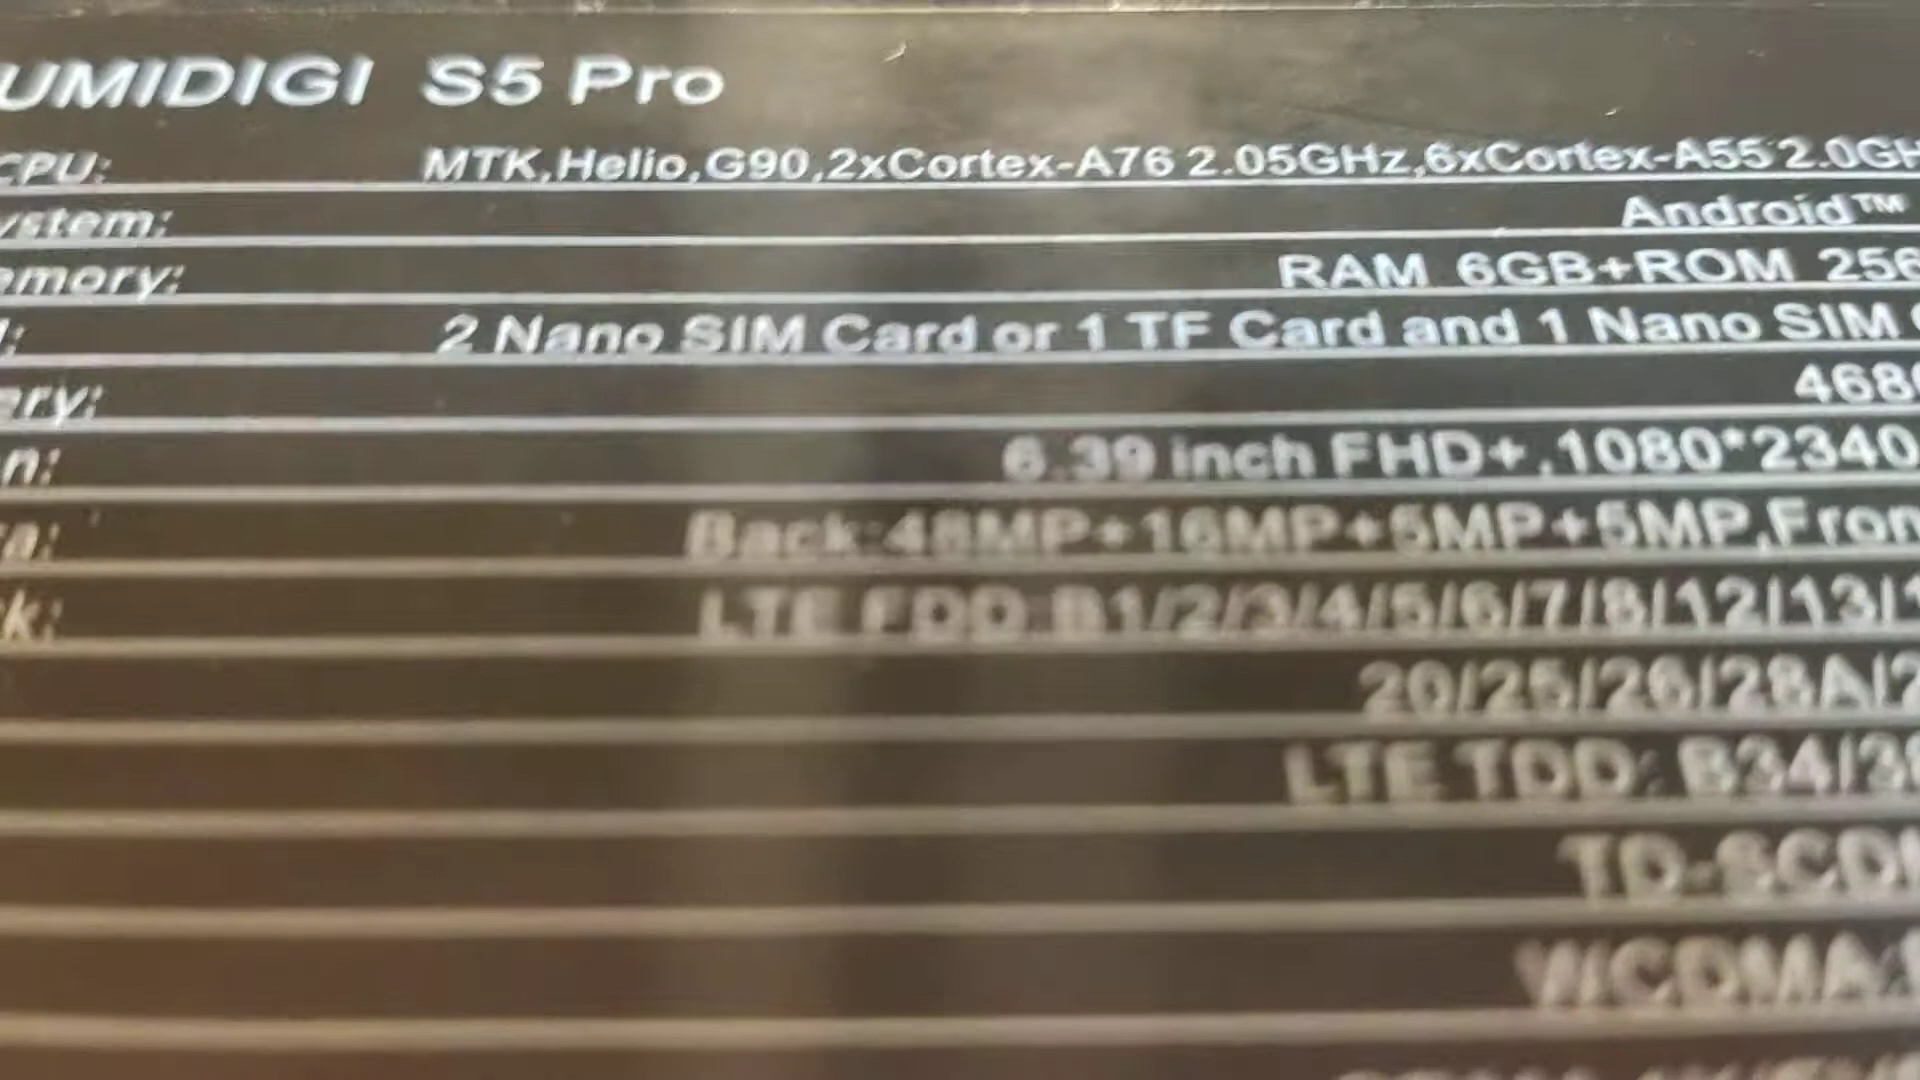 UMIDIGI S5 Pro
CPU: MTK,Helio,G90,2xCortex-A76 2.05GHz,6xCortex-A55 2.0GH
ystem: Android™
emory: RAM 6GB+ROM 256
2 Nano SIM Card or 1 TF Card and 1 Nano SIM
ery: 468
n: 6.39 inch FHD+,1080*2340
a: Back:48MP+16MP+5MP+5MP,Fron
k: LTE FDD:B1/2/3/4/5/6/7/8/12/13/1
20/25/26/28A/2
LTE TDD: B34/38
TD-SCD
WCDMA: